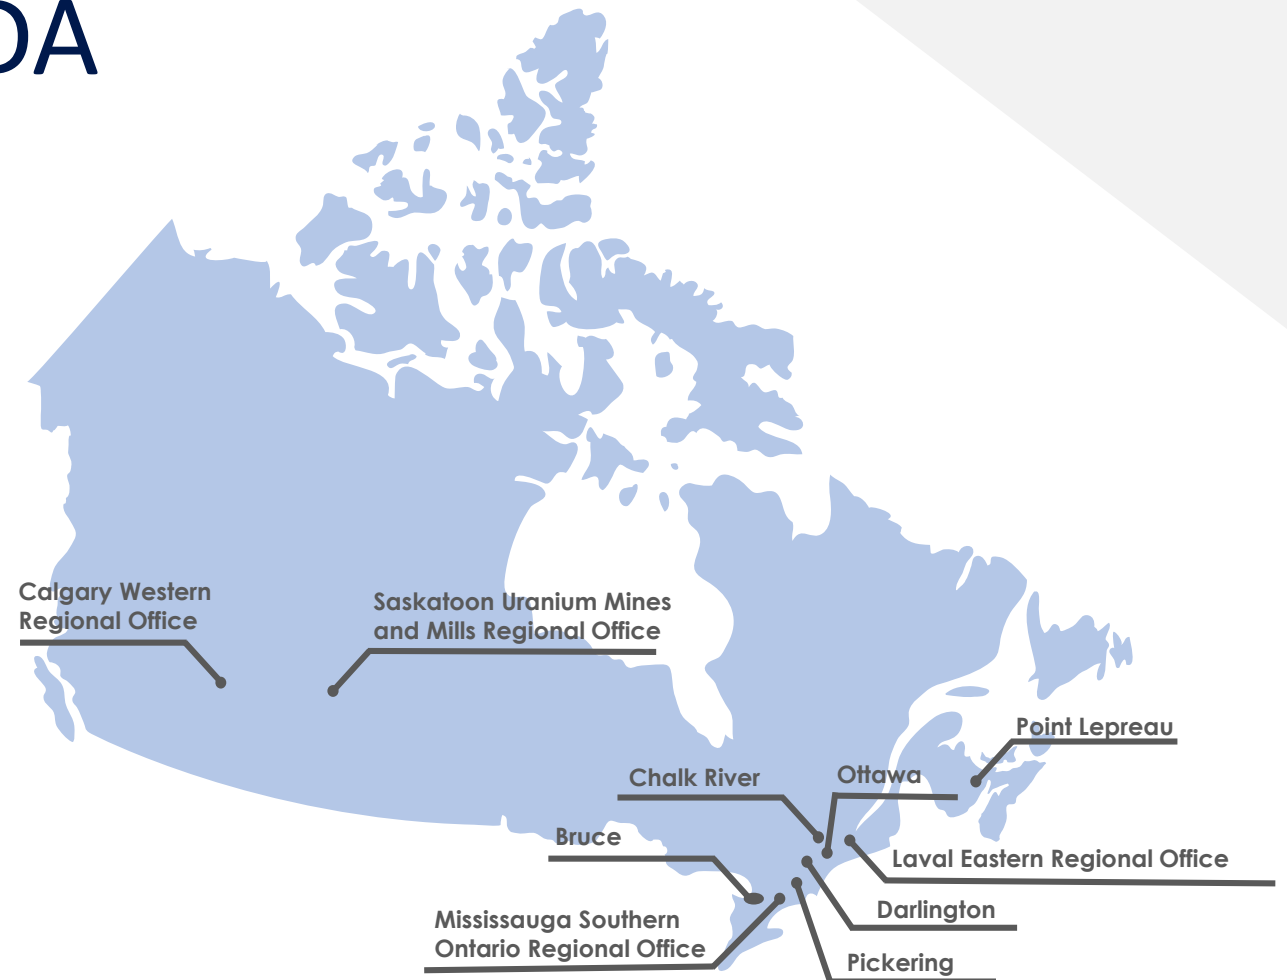 DA
Calgary Western
Regional Office
Saskatoon Uranium Mines
and Mills Regional Office
Point Lepreau
Chalk River
Ottawa
Bruce
Laval Eastern Regional Office
Mississauga Southern
Ontario Regional Office
Darlington
Pickering